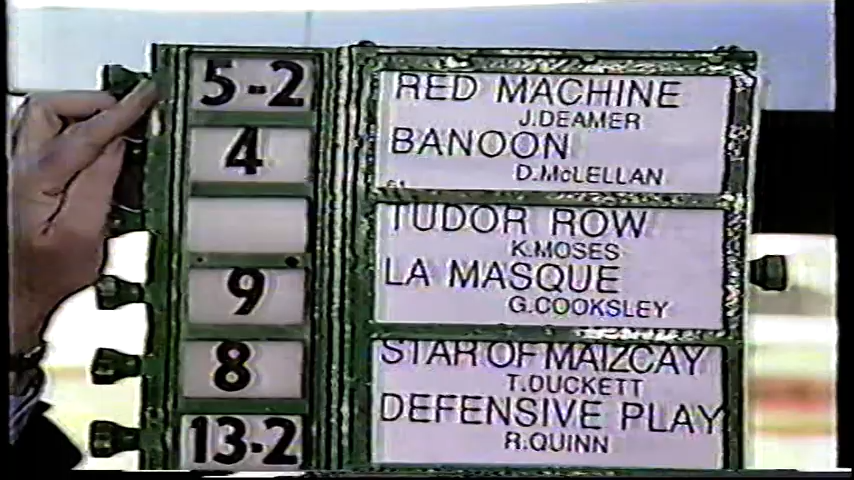 5-2 RED MACHINE
J.DEAMER
4 BANOON
D.McLELLAN
TUDOR ROW
K.MOSES
9 LA MASQUE
G.COOKSLEY
8 STAR OF MAIZCAY
T.DUCKETT
13-2 DEFENSIVE PLAY
R.QUINN